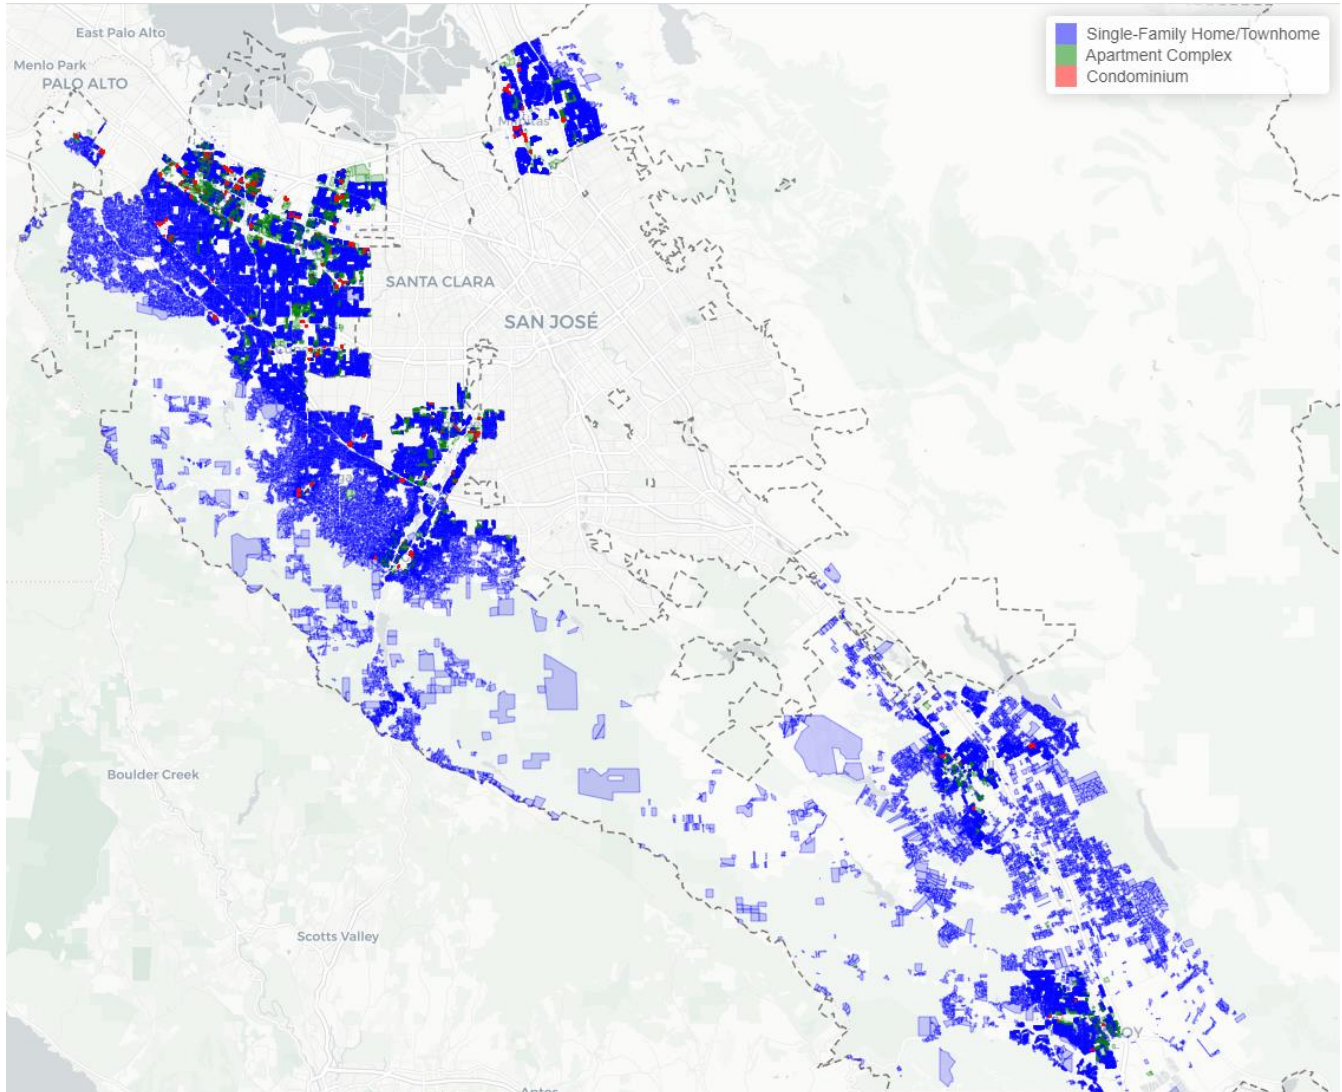 East Palo Alto
Menlo Park
PALO ALTO
Single-Family Home/Townhome
Apartment Complex
Condominium
SANTA CLARA
SAN JOSÉ
Boulder Creek
Scotts Valley